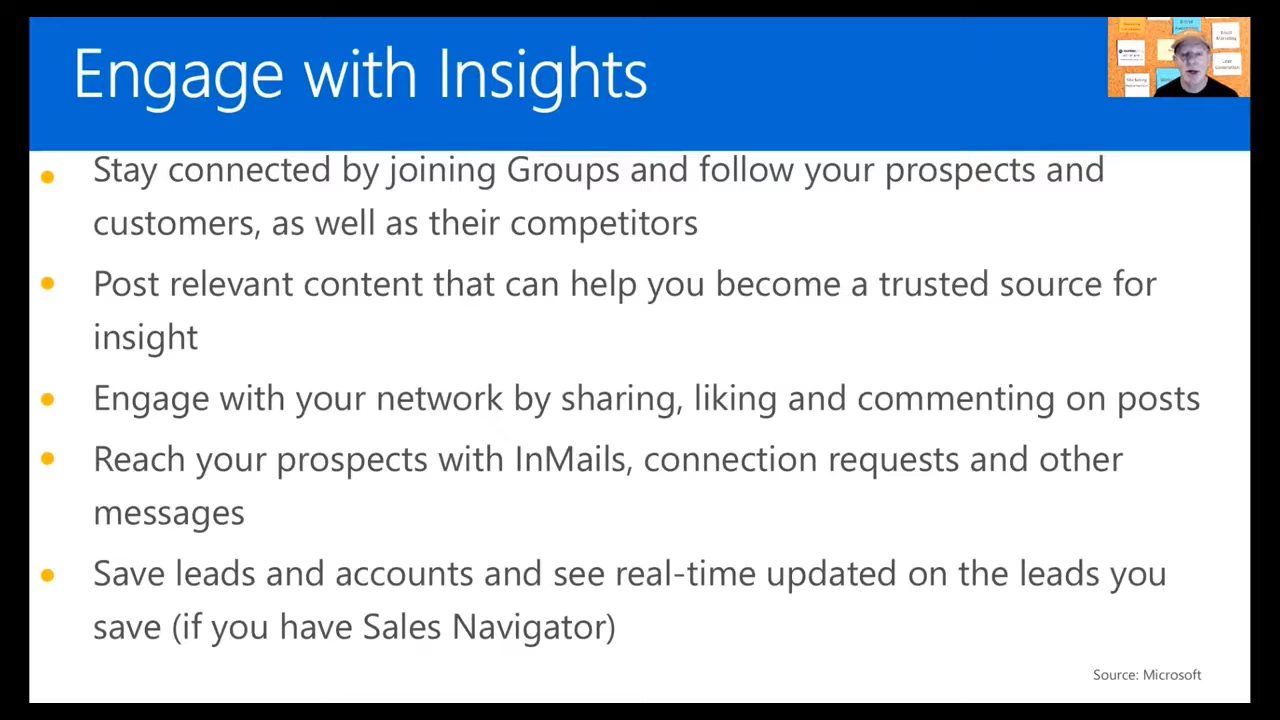 Engage with Insights
Stay connected by joining Groups and follow your prospects and
customers, as well as their competitors
Post relevant content that can help you become a trusted source for
insight
Engage with your network by sharing, liking and commenting on posts
Reach your prospects with InMails, connection requests and other
messages
Save leads and accounts and see real-time updated on the leads you
save (if you have Sales Navigator)
Source: Microsoft
Email
Marketing